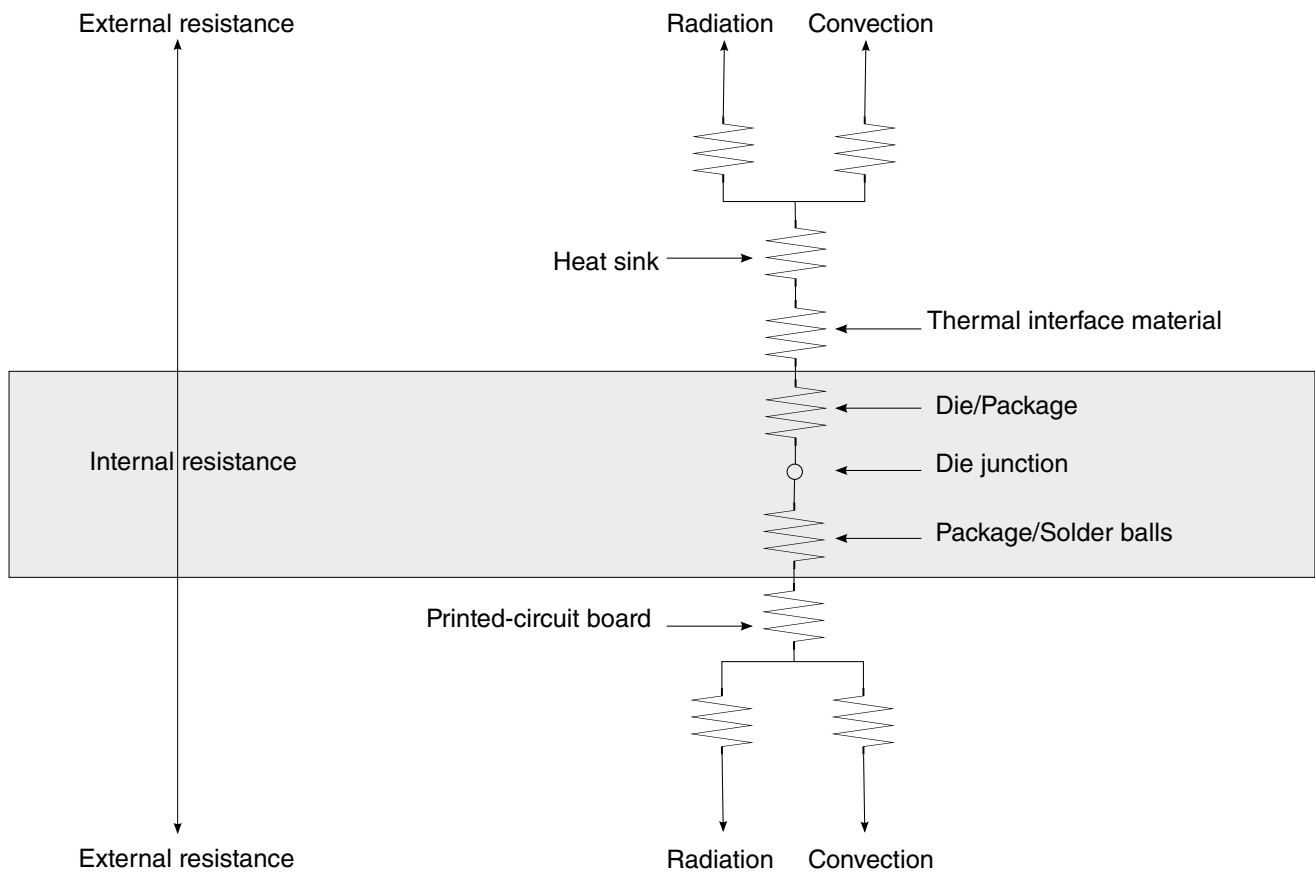 External resistance
Radiation
Convection
Heat sink
Thermal interface material
Die/Package
Internal resistance
Die junction
Package/Solder balls
Printed-circuit board
External resistance
Radiation
Convection